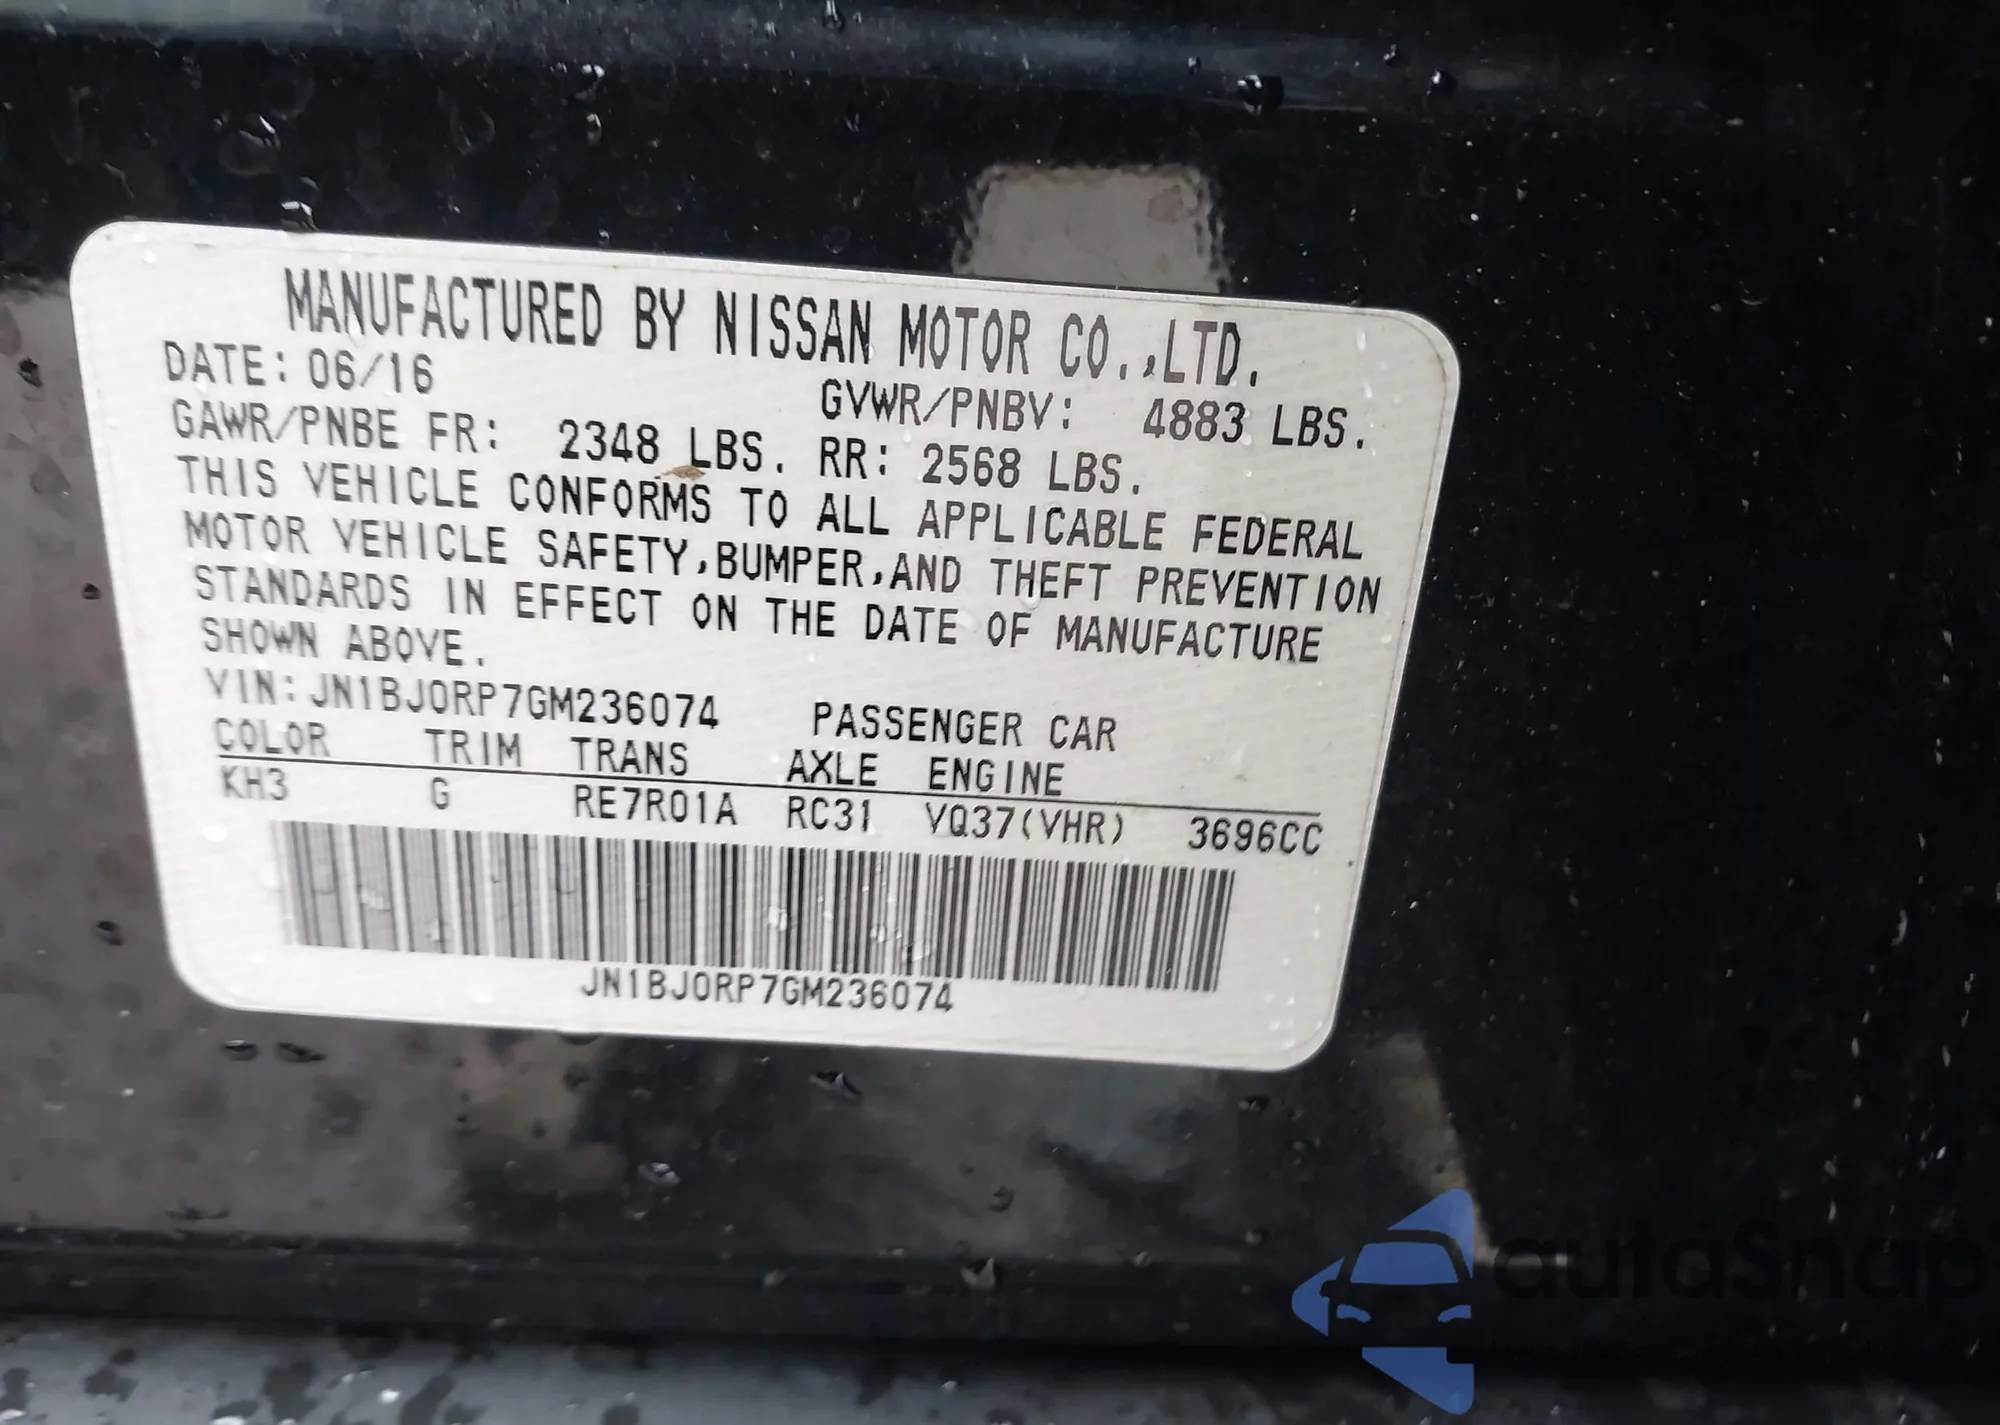 MANUFACTURED BY NISSAN MOTOR CO.,LTD.
DATE: 06/16 GVWR/PNBV: 4883 LBS.
GAWR/PNBE FR: 2348 LBS. RR: 2568 LBS.
THIS VEHICLE CONFORMS TO ALL APPLICABLE FEDERAL
MOTOR VEHICLE SAFETY,BUMPER,AND THEFT PREVENTION
STANDARDS IN EFFECT ON THE DATE OF MANUFACTURE
SHOWN ABOVE.
VIN: JN1BJ0RP7GM236074 PASSENGER CAR
COLOR TRIM TRANS AXLE ENGINE
KH3 G RE7R01A RC31 VQ37(VHR) 3696CC
JN1BJ0RP7GM236074
autoSnap